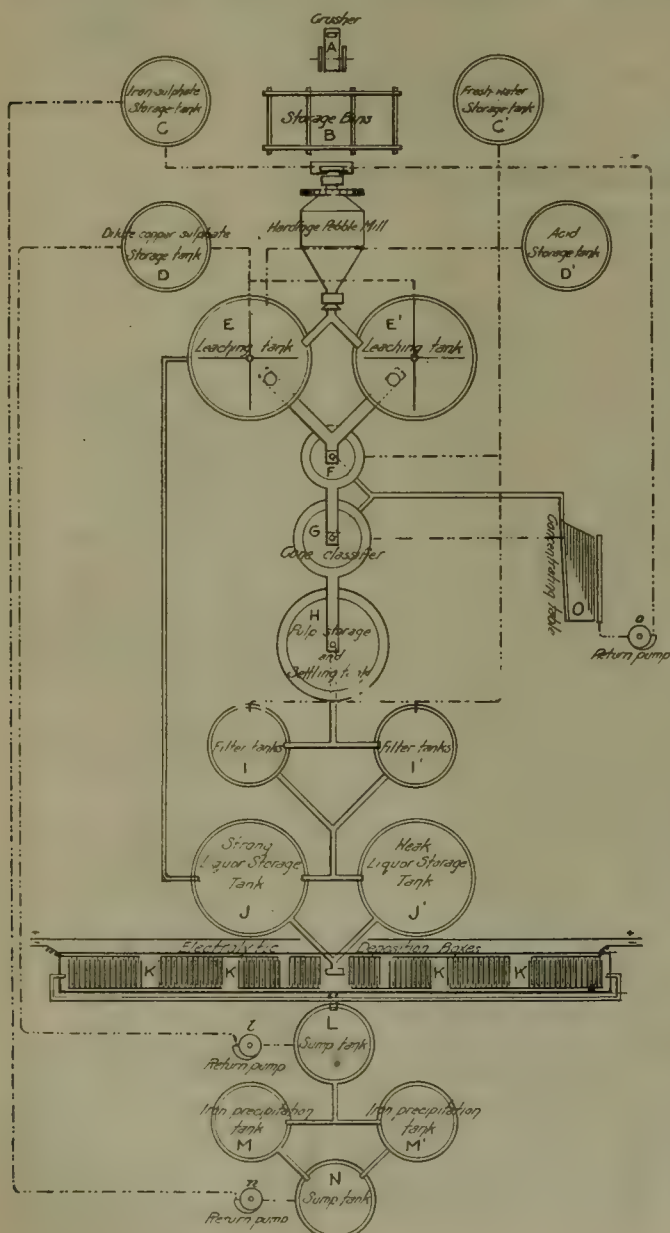 Crusher
A
Iron-sulphate
Storage-tank
C
Storage Bins
B
Fresh water
Storage-tank
C'
Dilute copper sulphate
Storage tank
D
Hardinge Pebble Mill
Acid
Storage tank
D'
E
Leaching tank
E'
Leaching tank
F
G
Cone classifier
Concentrating table
O
H
Pulp storage
and
Settling
o
Return pump
Filter tanks
I
Filter tanks
I'
Strong
Liquor Storage
Tank
J
Weak
Liquor Storage
Tank
J'
Electrolytic Deposition Boxes
K K K K
L
Sump tank
l
Return pump
Iron precipitation
tank
M
Iron precipitation
tank
M'
N
Sump tank
n
Return pump